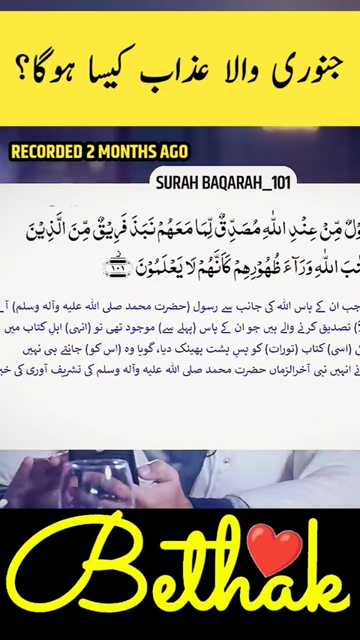 جنوری والا عذاب کیسا ہوگا؟
RECORDED 2 MONTHS AGO
SURAH BAQARAH_101
مِّنْ عِنْدِ اللّٰهِ مُصَدِّقٌ لِّمَا مَعَهُمْ نَبَذَ فَرِیْقٌ مِّنَ الَّذِیْنَ
اللّٰهِ وَرَآءَ ظُهُوْرِهِمْ كَاَنَّهُمْ لَا یَعْلَمُوْنَ ﴿۱۰۱﴾
جب ان کے پاس اللہ کی جانب سے رسول (حضرت محمد صلی اللہ علیہ وآلہ وسلم)
تصدیق کرنے والے ہیں جو ان کے پاس (پہلے سے) موجود تھی تو (انہی) اہلِ کتاب میں
(اسی) کتاب (تورات) کو پسِ پشت پھینک دیا، گویا وہ (اس کو) جانتے ہی نہیں
انہیں نبی آخرالزماں حضرت محمد صلی اللہ علیہ وآلہ وسلم کی تشریف آوری کی
Bethak